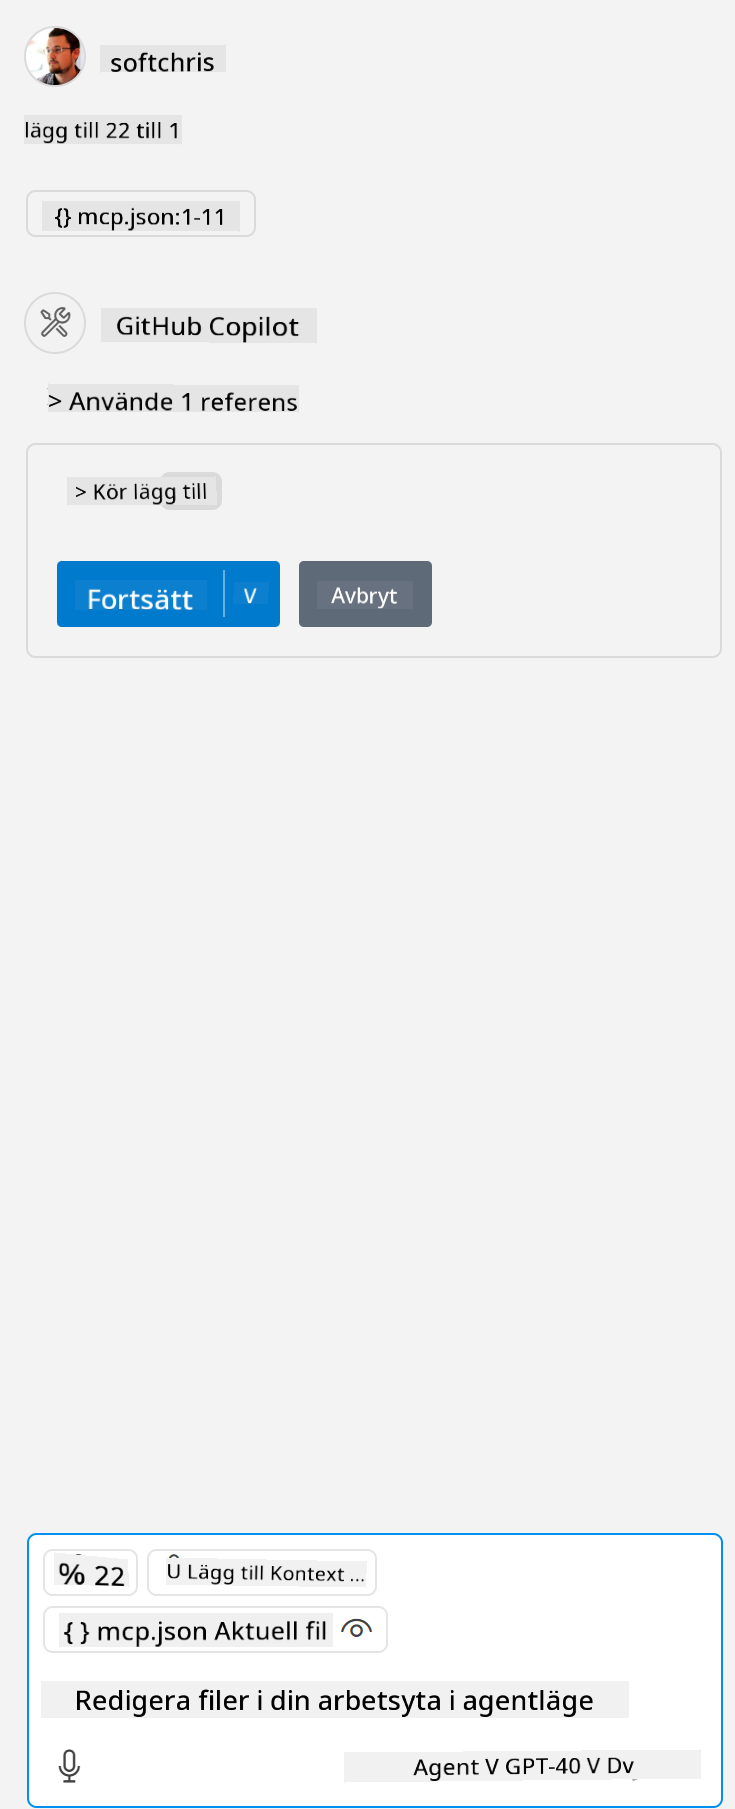 softchris
lägg till 22 till 1
{} mcp.json:1-11
GitHub Copilot
> Använde 1 referens
> Kör lägg till
Fortsätt V Avbryt
% 22 U Lägg till Kontext ...
{ } mcp.json Aktuell fil
Redigera filer i din arbetsyta i agentläge
Agent V GPT-40 V Dv